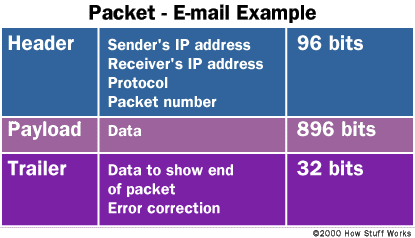 Packet - E-mail Example
Header
Sender's IP address
Receiver's IP address
Protocol
Packet number
96 bits
Payload
Data
896 bits
Trailer
Data to show end
of packet
Error correction
32 bits
©2000 How Stuff Works